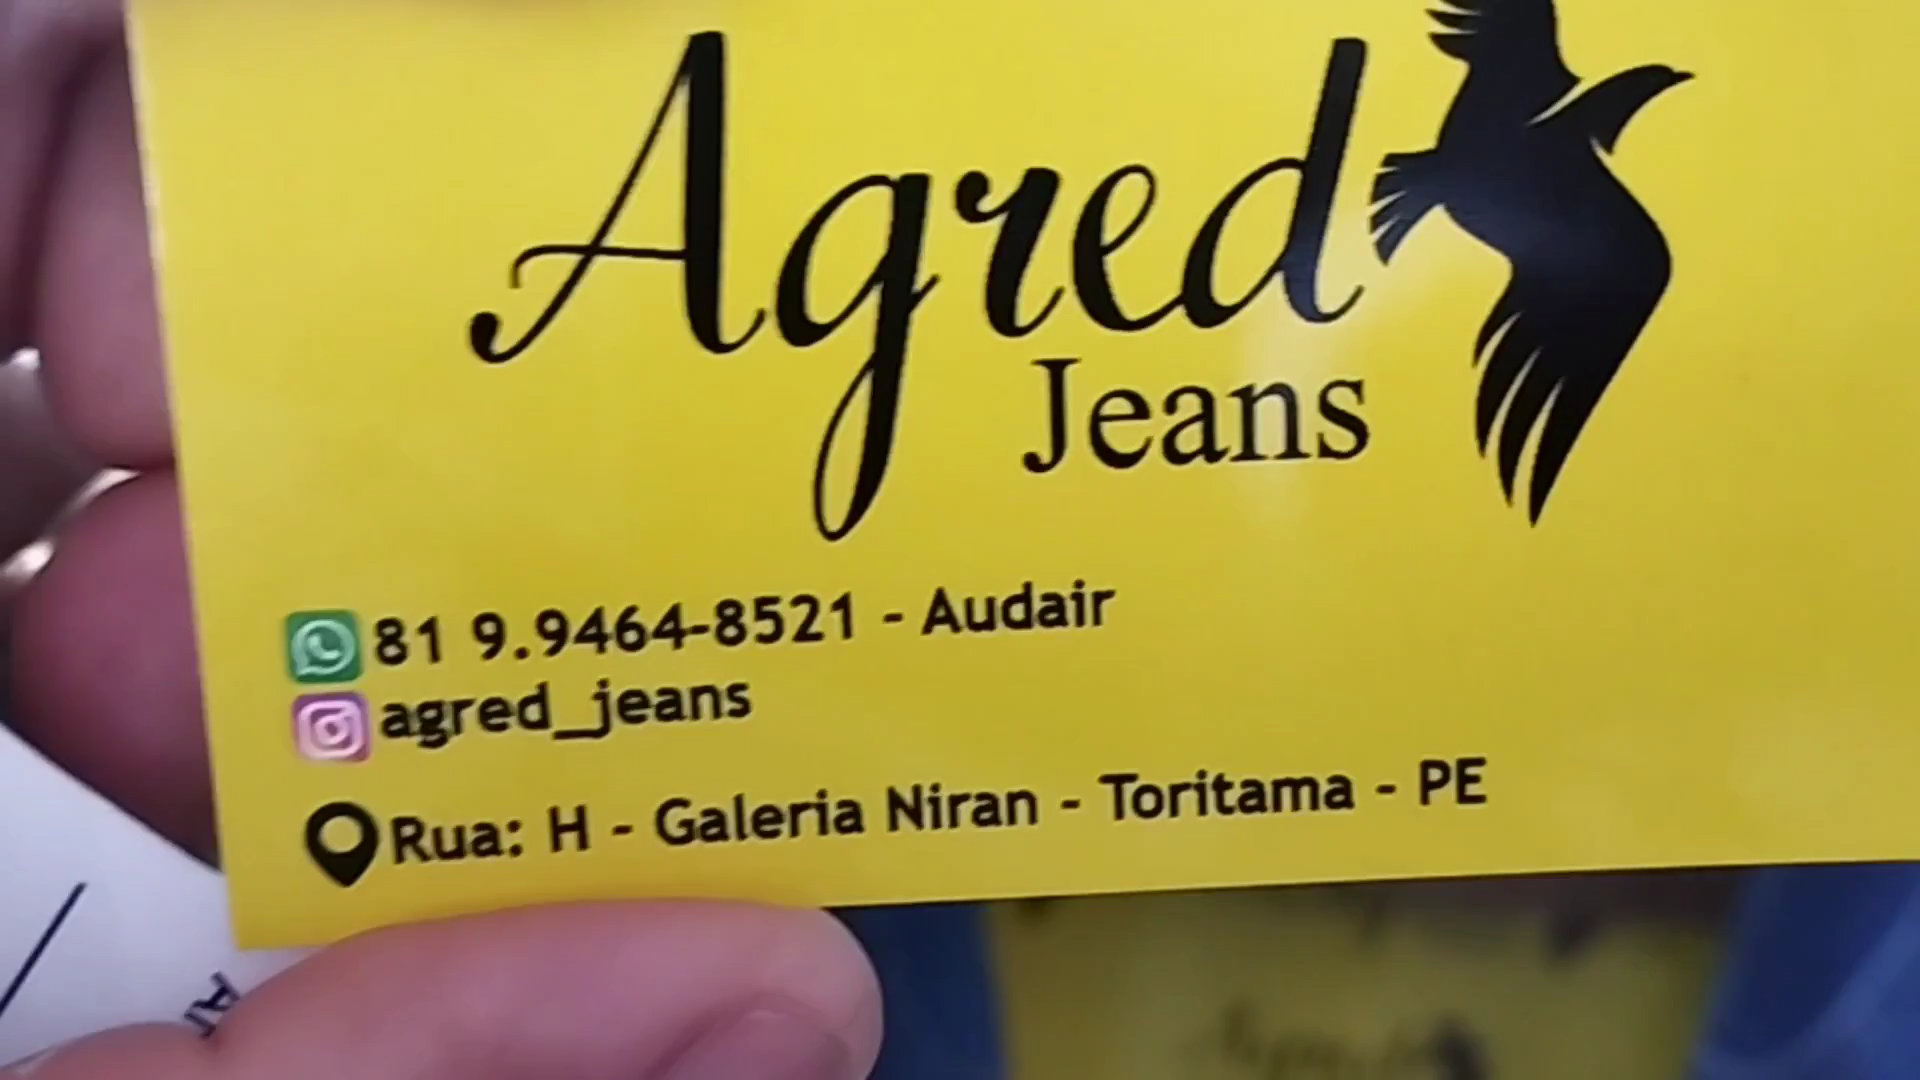 Agred
Jeans
81 9.9464-8521 - Audair
agred_jeans
Rua: H - Galeria Niran - Toritama - PE